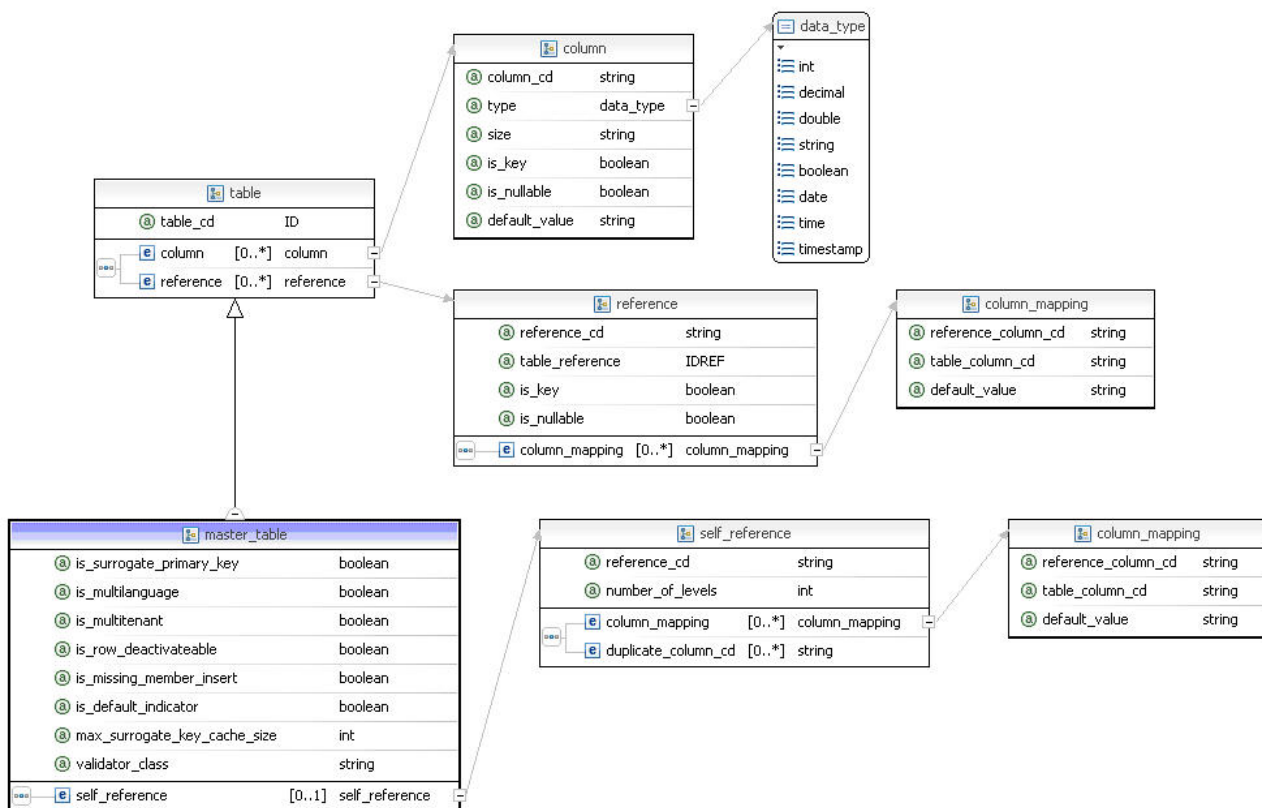 column
column_cd string
type data_type
size string
is_key boolean
is_nullable boolean
default_value string
data_type
int
decimal
double
string
boolean
date
time
timestamp
table
table_cd ID
column [0..*] column
reference [0..*] reference
reference
reference_cd string
table_reference IDREF
is_key boolean
is_nullable boolean
column_mapping [0..*] column_mapping
column_mapping
reference_column_cd string
table_column_cd string
default_value string
master_table
is_surrogate_primary_key boolean
is_multilanguage boolean
is_multitenant boolean
is_row_deactivateable boolean
is_missing_member_insert boolean
is_default_indicator boolean
max_surrogate_key_cache_size int
validator_class string
self_reference [0..1] self_reference
self_reference
reference_cd string
number_of_levels int
column_mapping [0..*] column_mapping
duplicate_column_cd [0..*] string
column_mapping
reference_column_cd string
table_column_cd string
default_value string